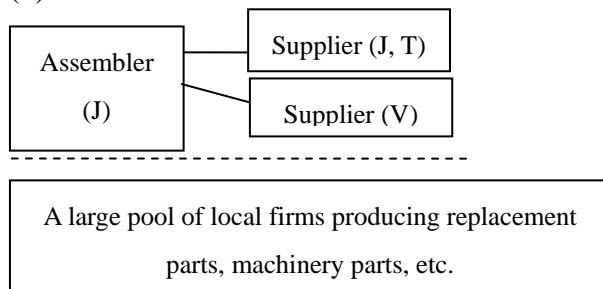 Assembler
(J)
Supplier (J, T)
Supplier (V)
A large pool of local firms producing replacement
parts, machinery parts, etc.